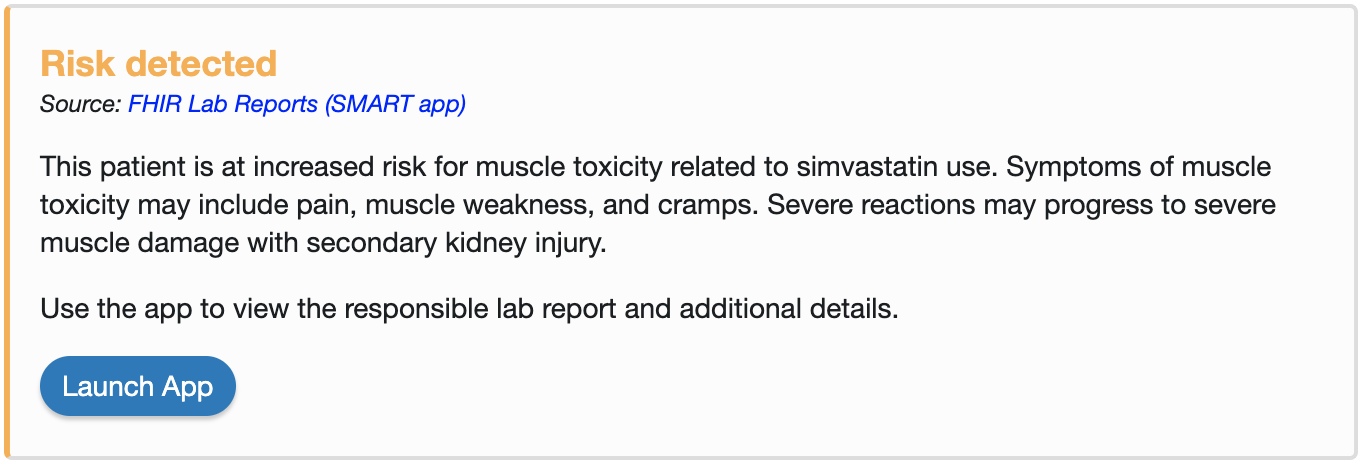 Risk detected
Source: FHIR Lab Reports (SMART app)
This patient is at increased risk for muscle toxicity related to simvastatin use. Symptoms of muscle
toxicity may include pain, muscle weakness, and cramps. Severe reactions may progress to severe
muscle damage with secondary kidney injury.
Use the app to view the responsible lab report and additional details.
Launch App